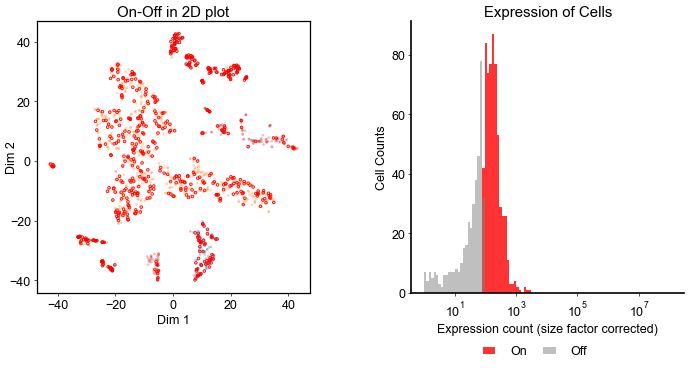 On-Off in 2D plot
Dim 2
40
20
0
−20
−40
−40 −20 0 20 40
Dim 1
Expression of Cells
Cell Counts
80
60
40
20
0
10^1 10^3 10^5 10^7
Expression count (size factor corrected)
On Off